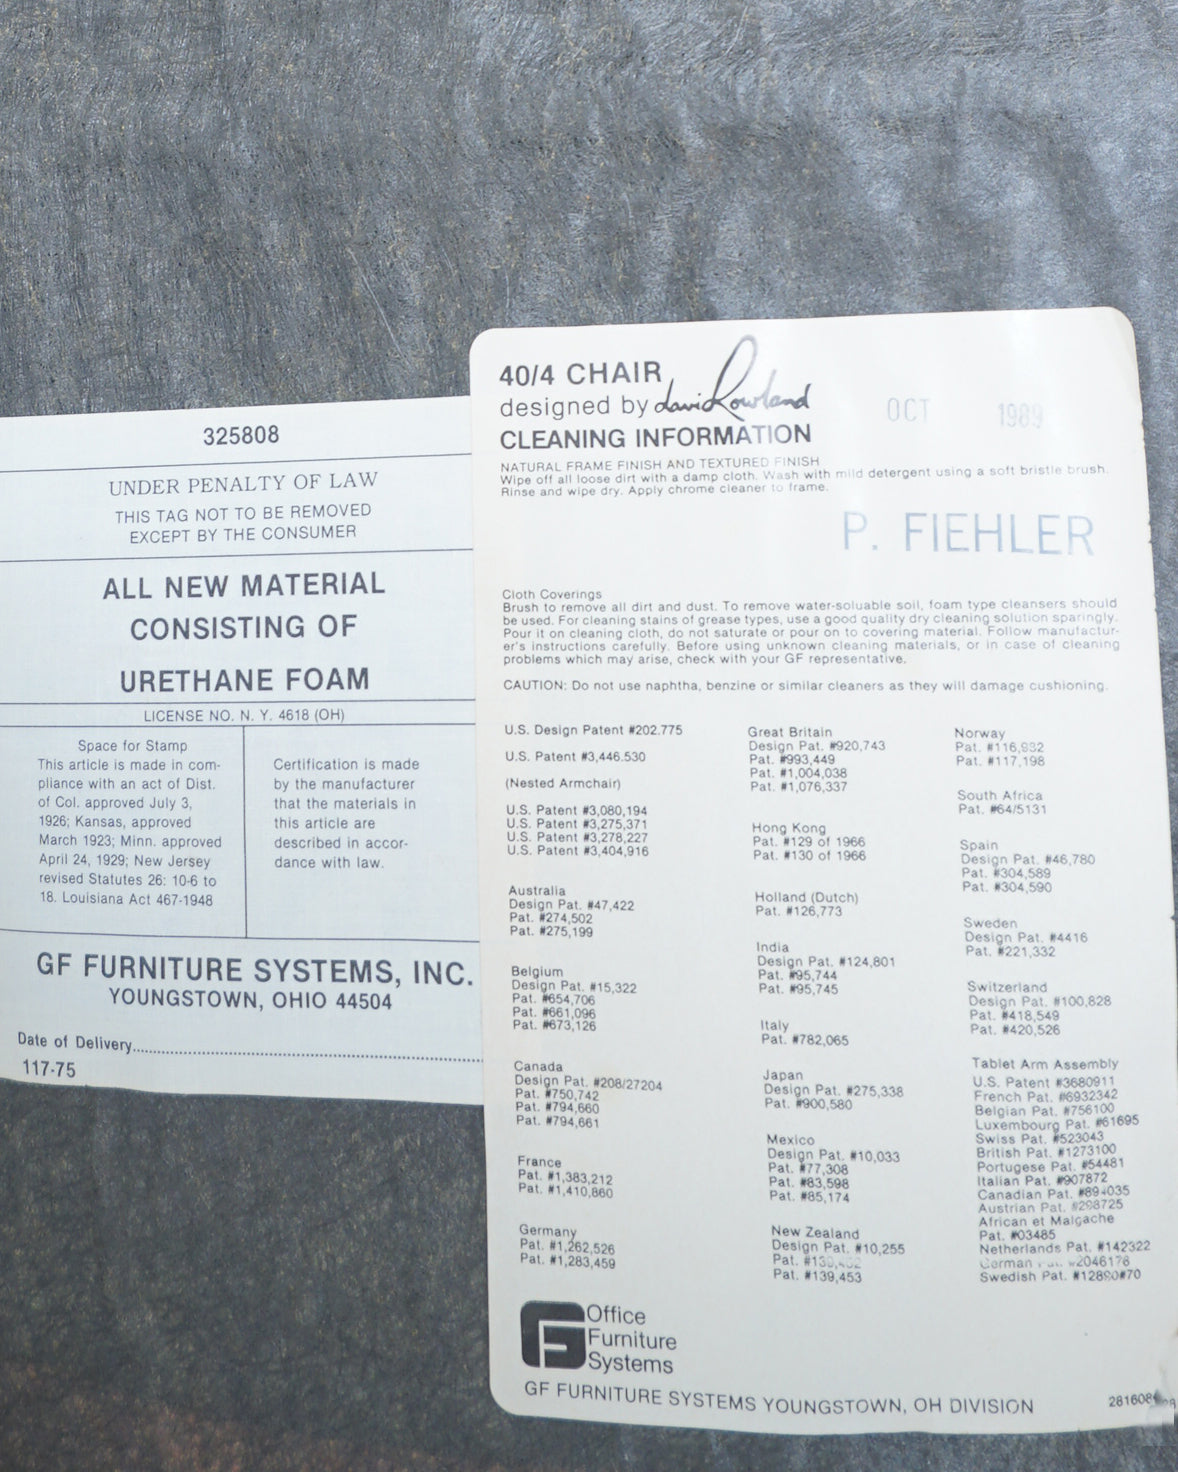 325808
UNDER PENALTY OF LAW
THIS TAG NOT TO BE REMOVED
EXCEPT BY THE CONSUMER
ALL NEW MATERIAL
CONSISTING OF
URETHANE FOAM
LICENSE NO. N. Y. 4618 (OH)
Space for Stamp
This article is made in com-
pliance with an act of Dist.
of Col. approved July 3,
1926; Kansas, approved
March 1923; Minn. approved
April 24, 1929; New Jersey
revised Statutes 26: 10-6 to
18. Louisiana Act 467-1948
Certification is made
by the manufacturer
that the materials in
this article are
described in accor-
dance with law.
GF FURNITURE SYSTEMS, INC.
YOUNGSTOWN, OHIO 44504
Date of Delivery
117-75
40/4 CHAIR
designed by david Rowland
OCT 1989
CLEANING INFORMATION
NATURAL FRAME FINISH AND TEXTURED FINISH
Wipe off all loose dirt with a damp cloth. Wash with mild detergent using a soft bristle brush.
Rinse and wipe dry. Apply chrome cleaner to frame.
P. FIEHLER
Cloth Coverings
Brush to remove all dirt and dust. To remove water-soluable soil, foam type cleansers should
be used. For cleaning stains of grease types, use a good quality dry cleaning solution sparingly.
Pour it on cleaning cloth, do not saturate or pour on to covering material. Follow manufactur-
er's instructions carefully. Before using unknown cleaning materials, or in case of cleaning
problems which may arise, check with your GF representative.
CAUTION: Do not use naphtha, benzine or similar cleaners as they will damage cushioning.
U.S. Design Patent #202.775
U.S. Patent #3,446.530
(Nested Armchair)
U.S. Patent #3,080,194
U.S. Patent #3,275,371
U.S. Patent #3,278,227
U.S. Patent #3,404,916
Australia
Design Pat. #47,422
Pat. #274,502
Pat. #275,199
Belgium
Design Pat. #15,322
Pat. #654,706
Pat. #661,096
Pat. #673,126
Canada
Design Pat. #208/27204
Pat. #750,742
Pat. #794,660
Pat. #794,661
France
Pat. #1,383,212
Pat. #1,410,860
Germany
Pat. #1,262,526
Pat. #1,283,459
Great Britain
Design Pat. #920,743
Pat. #993,449
Pat. #1,004,038
Pat. #1,076,337
Hong Kong
Pat. #129 of 1966
Pat. #130 of 1966
Holland (Dutch)
Pat. #126,773
India
Design Pat. #124,801
Pat. #95,744
Pat. #95,745
Italy
Pat. #782,065
Japan
Design Pat. #275,338
Pat. #900,580
Mexico
Design Pat. #10,033
Pat. #77,308
Pat. #83,598
Pat. #85,174
New Zealand
Design Pat. #10,255
Pat.
Pat. #139,453
Norway
Pat. #116,932
Pat. #117,198
South Africa
Pat. #64/5131
Spain
Design Pat. #46,780
Pat. #304,589
Pat. #304,590
Sweden
Design Pat. #4416
Pat. #221,332
Switzerland
Design Pat. #100,828
Pat. #418,549
Pat. #420,526
Tablet Arm Assembly
U.S. Patent #3680911
French Pat. #6932342
Belgian Pat. #756100
Luxembourg Pat. #61695
Swiss Pat. #523043
British Pat. #1273100
Portugese Pat. #54481
Italian Pat. #907872
Canadian Pat. #894035
Austrian Pat. #298725
African et Malgache
Pat. #03485
Netherlands Pat. #142322
German Pat. #2046178
Swedish Pat. #12890#70
GF Office
Furniture
Systems
GF FURNITURE SYSTEMS YOUNGSTOWN, OH DIVISION